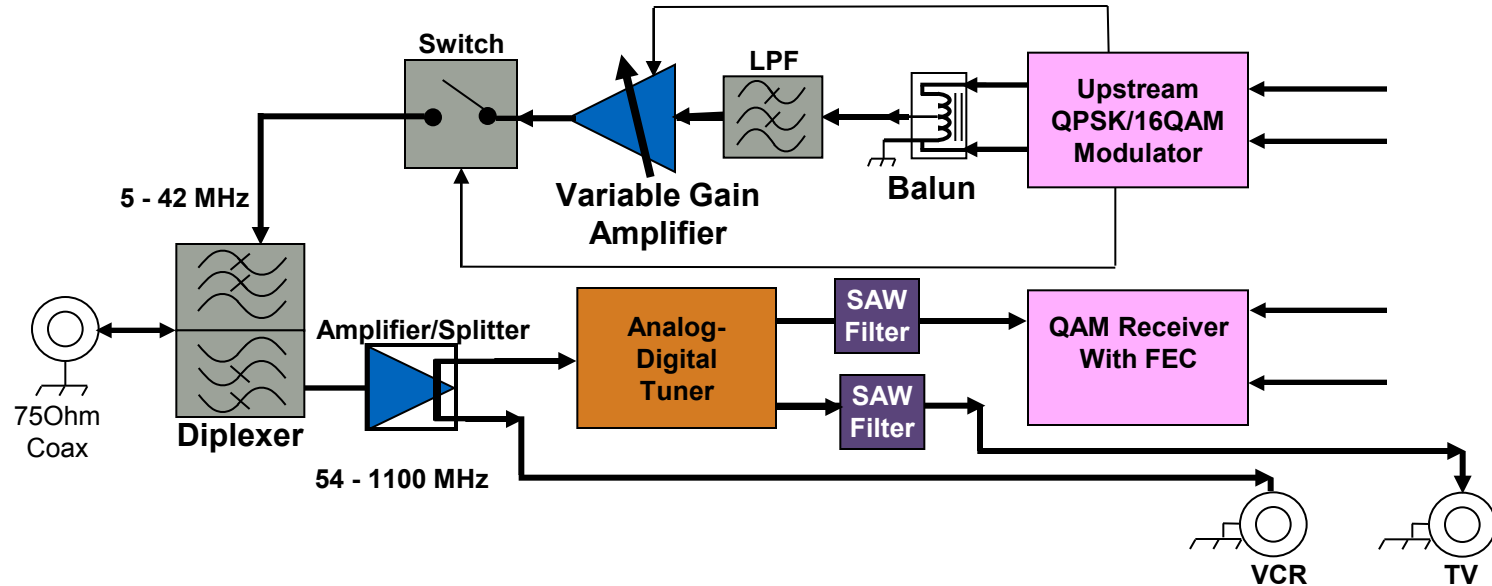 Switch
LPF
Upstream
QPSK/16QAM
Modulator
Balun
Variable Gain
Amplifier
5 - 42 MHz
Amplifier/Splitter
Analog-
Digital
Tuner
SAW
Filter
QAM Receiver
With FEC
SAW
Filter
75Ohm
Coax
Diplexer
54 - 1100 MHz
VCR
TV